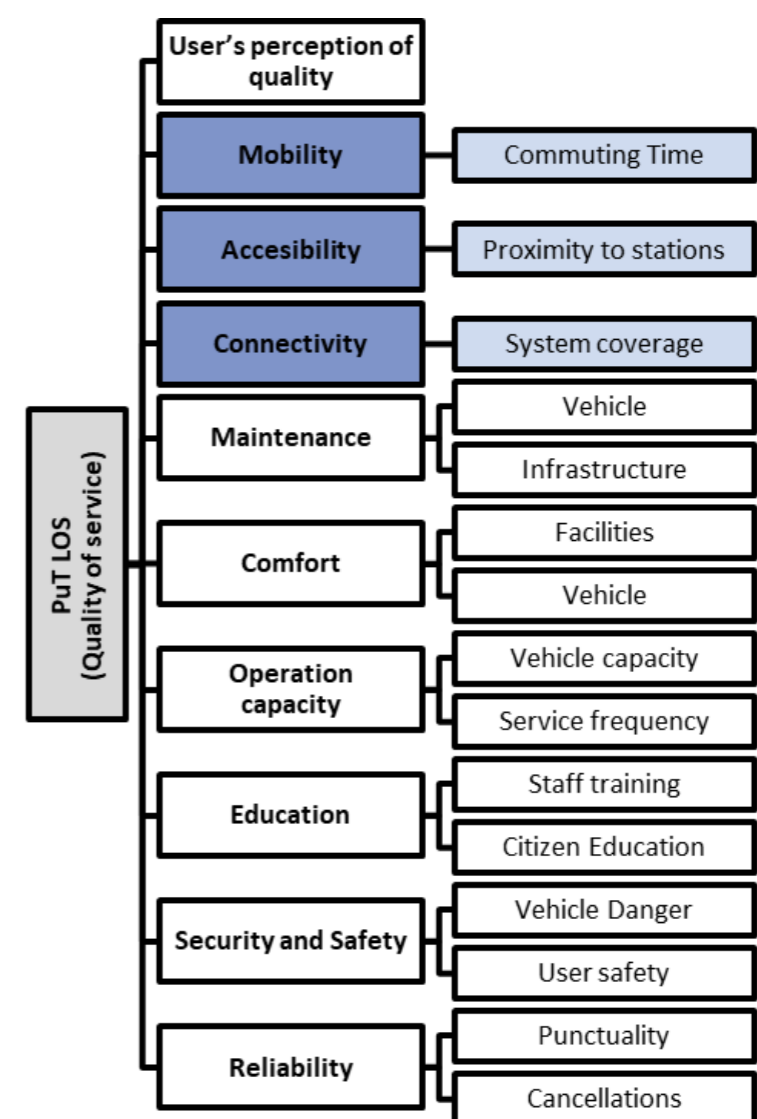 User’s perception of
quality
Mobility
Commuting Time
Accesibility
Proximity to stations
Connectivity
System coverage
Maintenance
Vehicle
Infrastructure
PuT LOS
(Quality of service)
Comfort
Facilities
Vehicle
Operation
capacity
Vehicle capacity
Service frequency
Education
Staff training
Citizen Education
Security and Safety
Vehicle Danger
User safety
Reliability
Punctuality
Cancellations